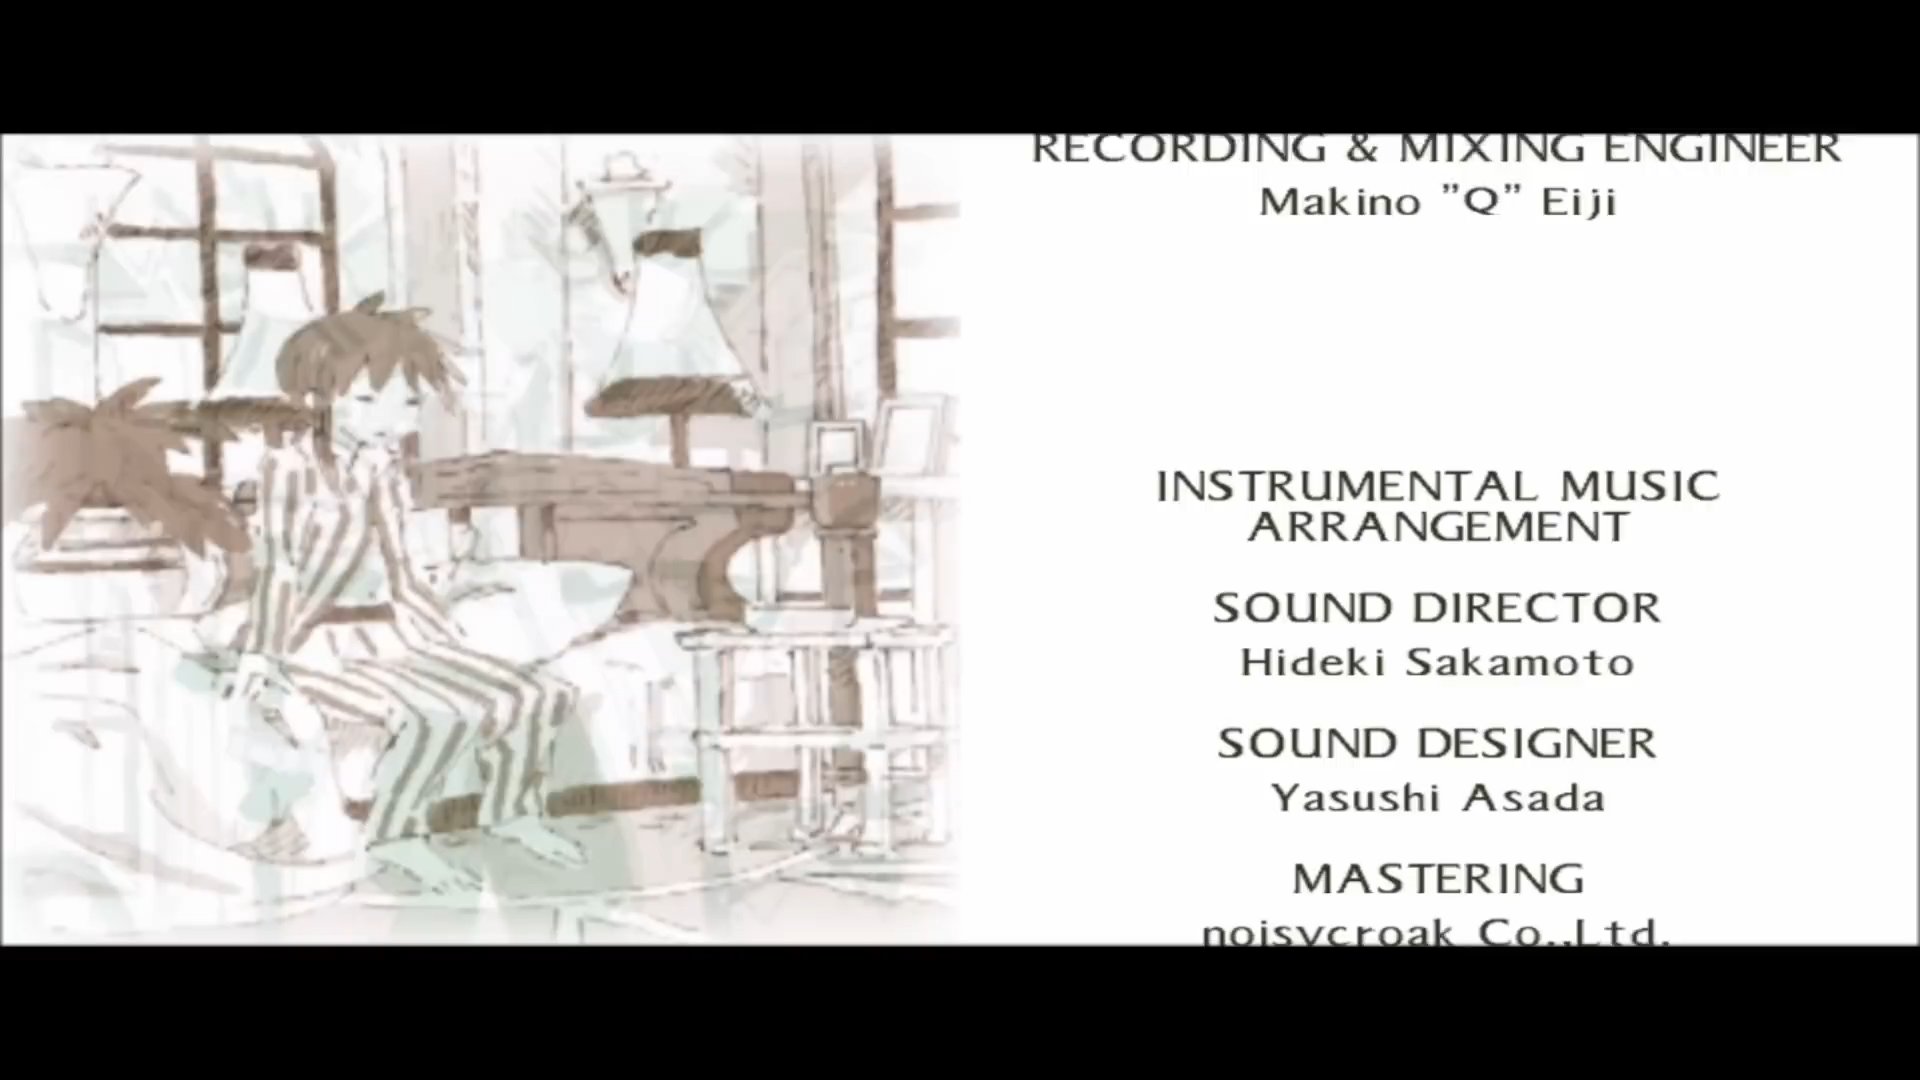 RECORDING & MIXING ENGINEER
Makino ”Q” Eiji
INSTRUMENTAL MUSIC
ARRANGEMENT
SOUND DIRECTOR
Hideki Sakamoto
SOUND DESIGNER
Yasushi Asada
MASTERING
noisycroak Co.,Ltd.